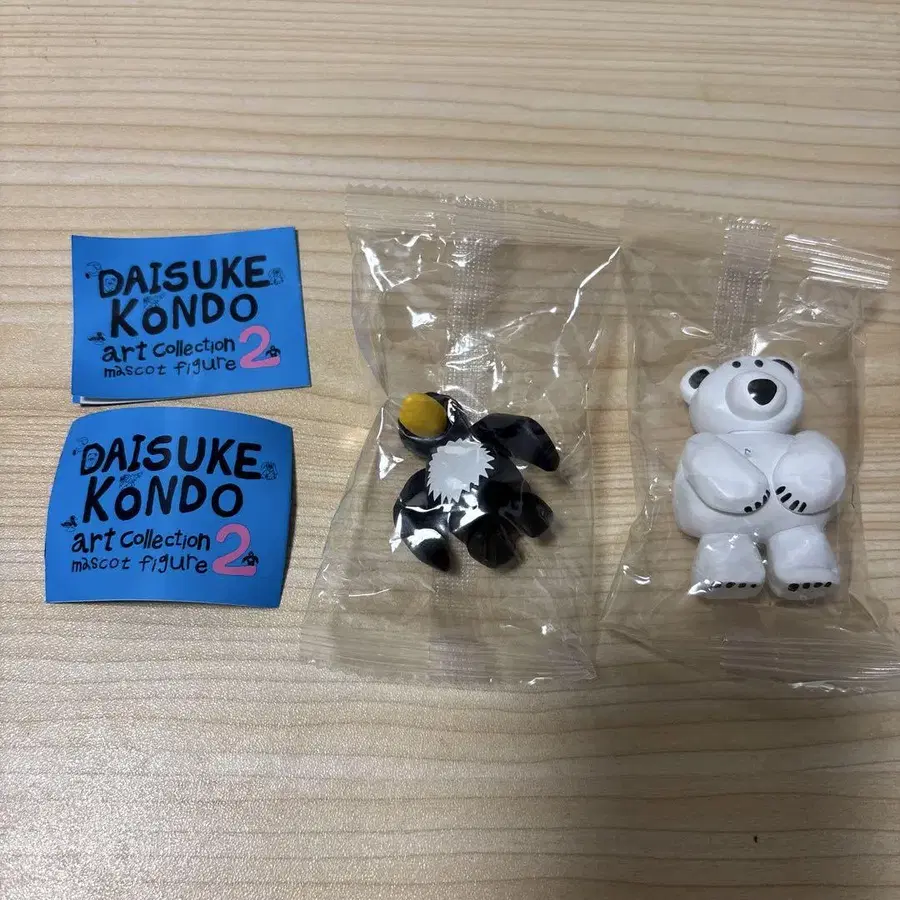 DAISUKE
KONDO
art collection
mascot figure 2
DAISUKE
KONDO
art collection
mascot figure 2